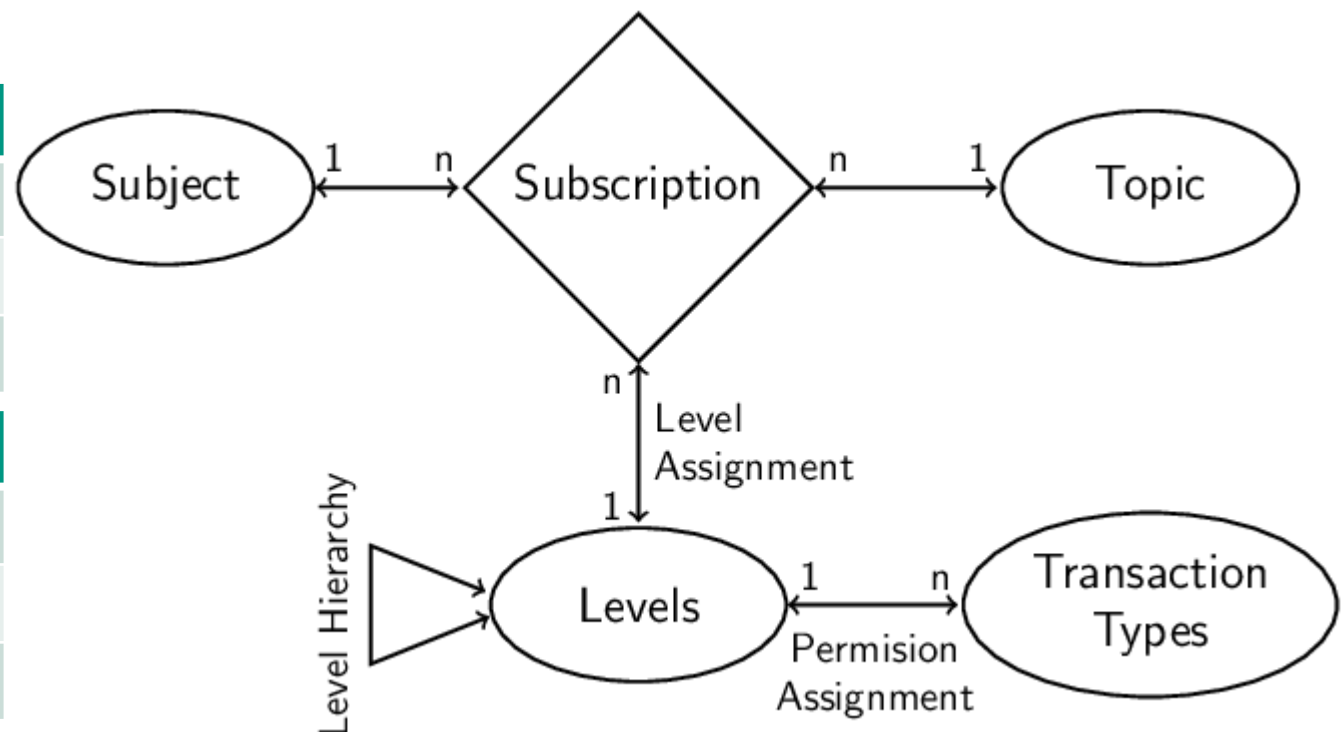 Subject
1
n
Subscription
n
1
Topic
n
Level
Assignment
1
Level Hierarchy
Levels
1
n
Permision
Assignment
Transaction
Types